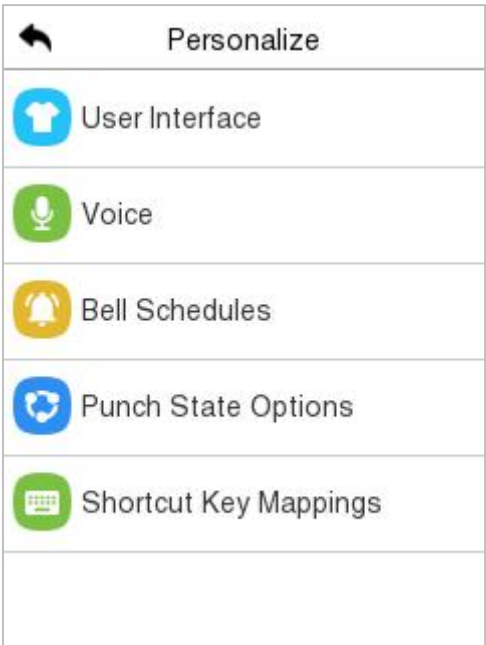 Personalize
User Interface
Voice
Bell Schedules
Punch State Options
Shortcut Key Mappings